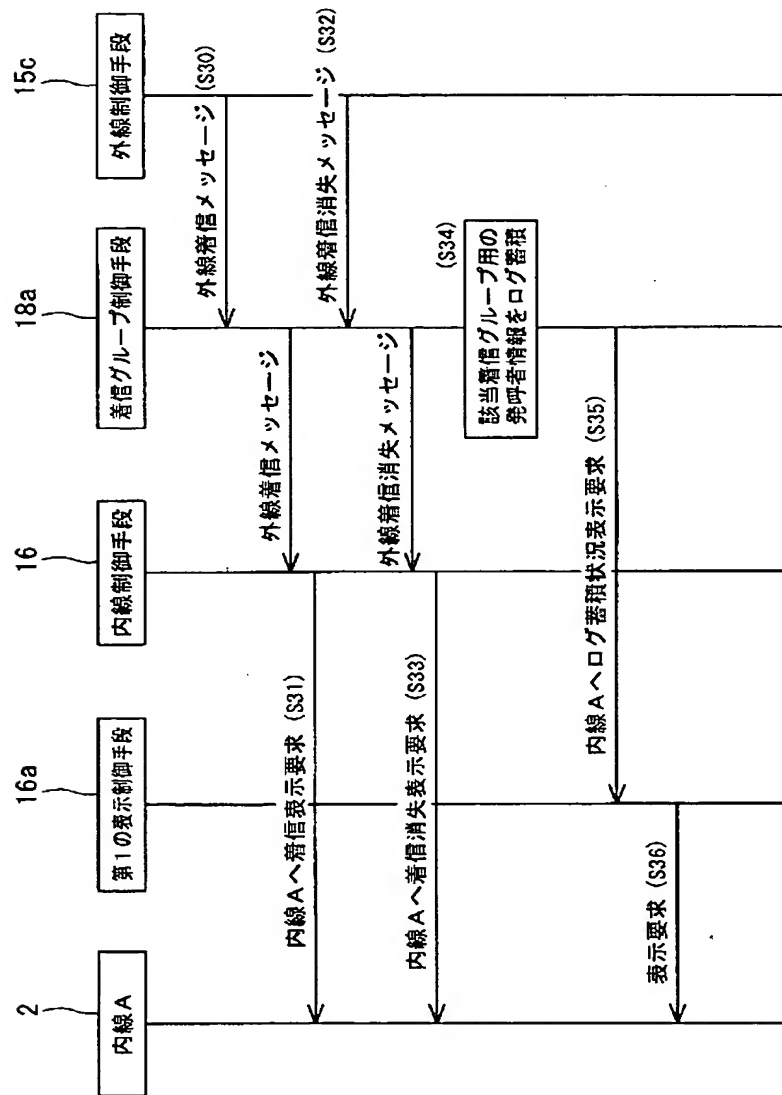 2
16a
16
18a
15c
内線A
第1の表示制御手段
内線制御手段
着信グループ制御手段
外線制御手段
外線着信メッセージ (S30)
外線着信メッセージ
内線Aへ着信表示要求 (S31)
外線着信消失メッセージ (S32)
外線着信消失メッセージ
内線Aへ着信消失表示要求 (S33)
(S34)
該当着信グループ用の
発呼者情報をログ蓄積
内線Aへログ蓄積状況表示要求 (S35)
表示要求 (S36)